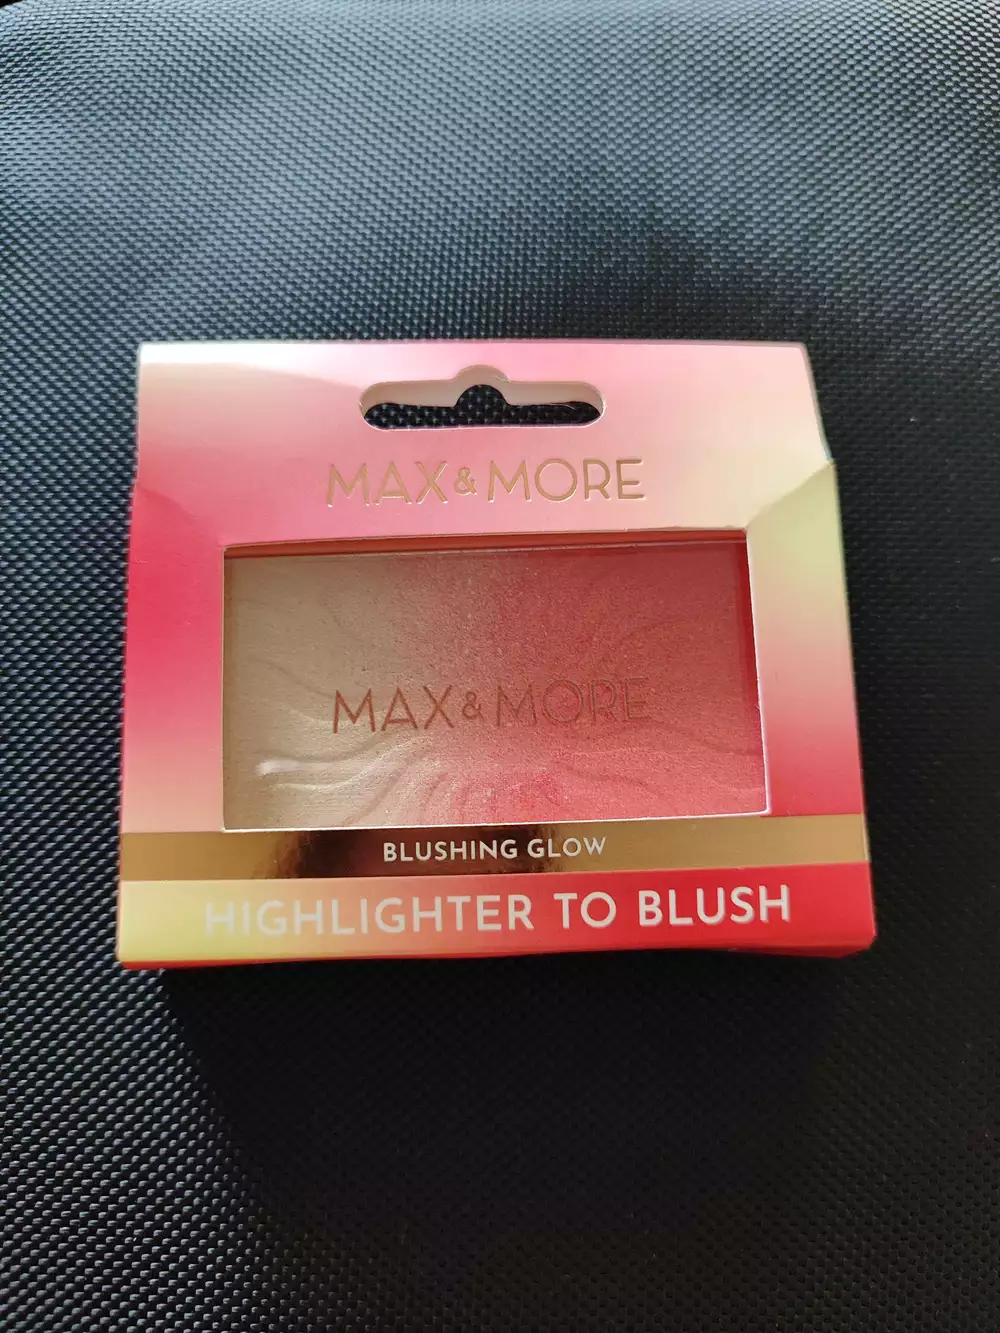 MAX & MORE
MAX & MORE
BLUSHING GLOW
HIGHLIGHTER TO BLUSH